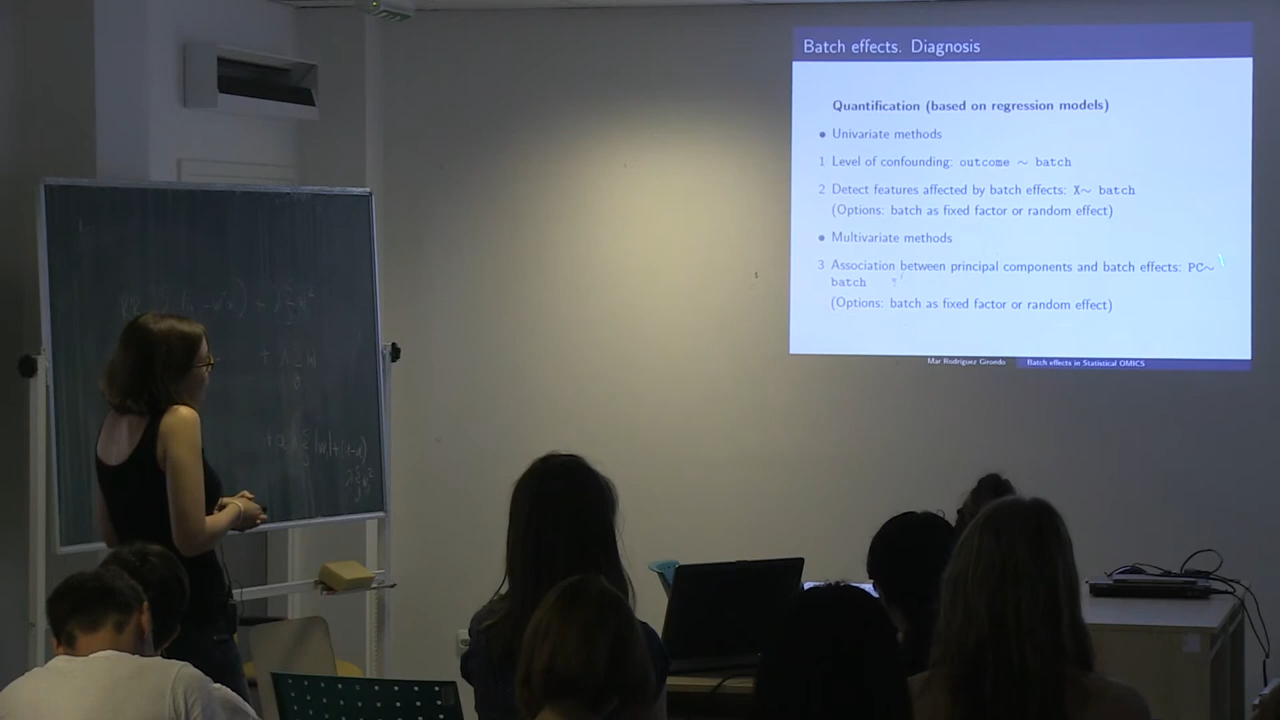 Batch effects. Diagnosis
Quantification (based on regression models)
• Univariate methods
1 Level of confounding: outcome ~ batch
2 Detect features affected by batch effects: X~ batch
(Options: batch as fixed factor or random effect)
• Multivariate methods
3 Association between principal components and batch effects: PC~
batch
(Options: batch as fixed factor or random effect)
Mar Rodríguez Girondo Batch effects in Statistical OMICS